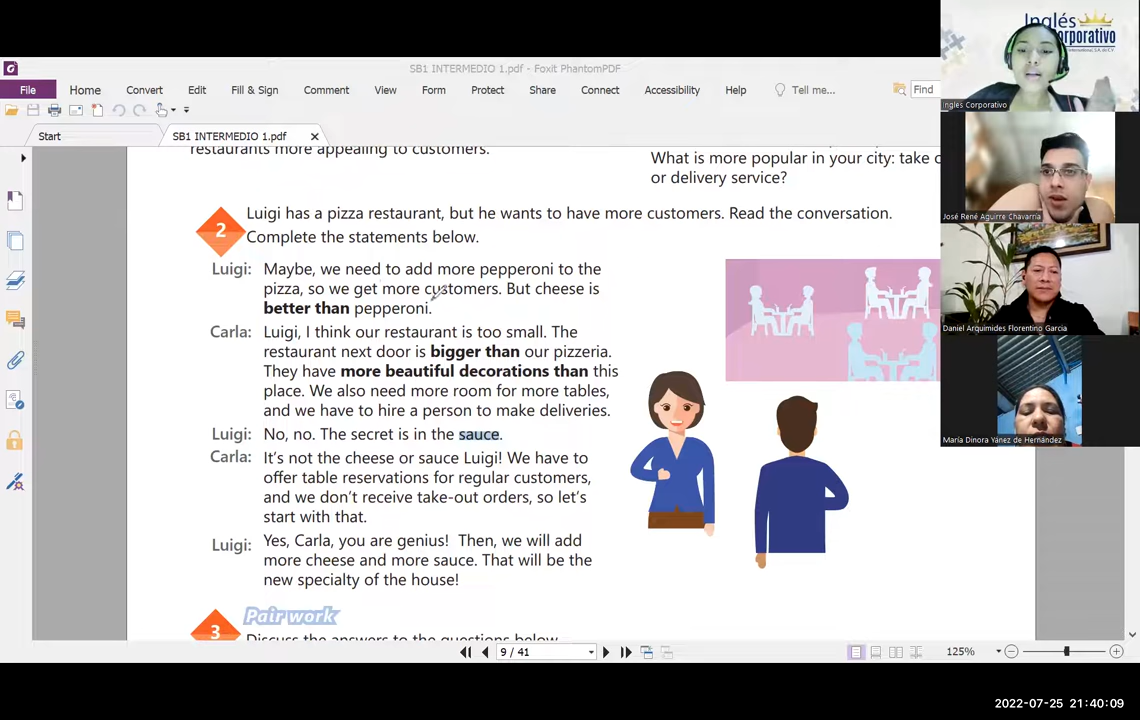 Inglés
Corporativo
International, S.A. de C.V.
SB1 INTERMEDIO 1.pdf - Foxit PhantomPDF
File Home Convert Edit Fill & Sign Comment View Form Protect Share Connect Accessibility Help Tell me... Find
Inglés Corporativo
Start SB1 INTERMEDIO 1.pdf
restaurants more appealing to customers.
What is more popular in your city: take
or delivery service?
José René Aguirre Chavarría
2
Luigi has a pizza restaurant, but he wants to have more customers. Read the conversation.
Complete the statements below.
Luigi: Maybe, we need to add more pepperoni to the
pizza, so we get more customers. But cheese is
better than pepperoni.
Carla: Luigi, I think our restaurant is too small. The
restaurant next door is bigger than our pizzeria.
They have more beautiful decorations than this
place. We also need more room for more tables,
and we have to hire a person to make deliveries.
Daniel Arquimides Florentino Garcia
Luigi: No, no. The secret is in the sauce.
Carla: It's not the cheese or sauce Luigi! We have to
offer table reservations for regular customers,
and we don't receive take-out orders, so let's
start with that.
María Dinora Yánez de Hernández
Luigi: Yes, Carla, you are genius! Then, we will add
more cheese and more sauce. That will be the
new specialty of the house!
Pair work
3
Discuss the answers to the questions below
9 / 41
125%
2022-07-25 21:40:09